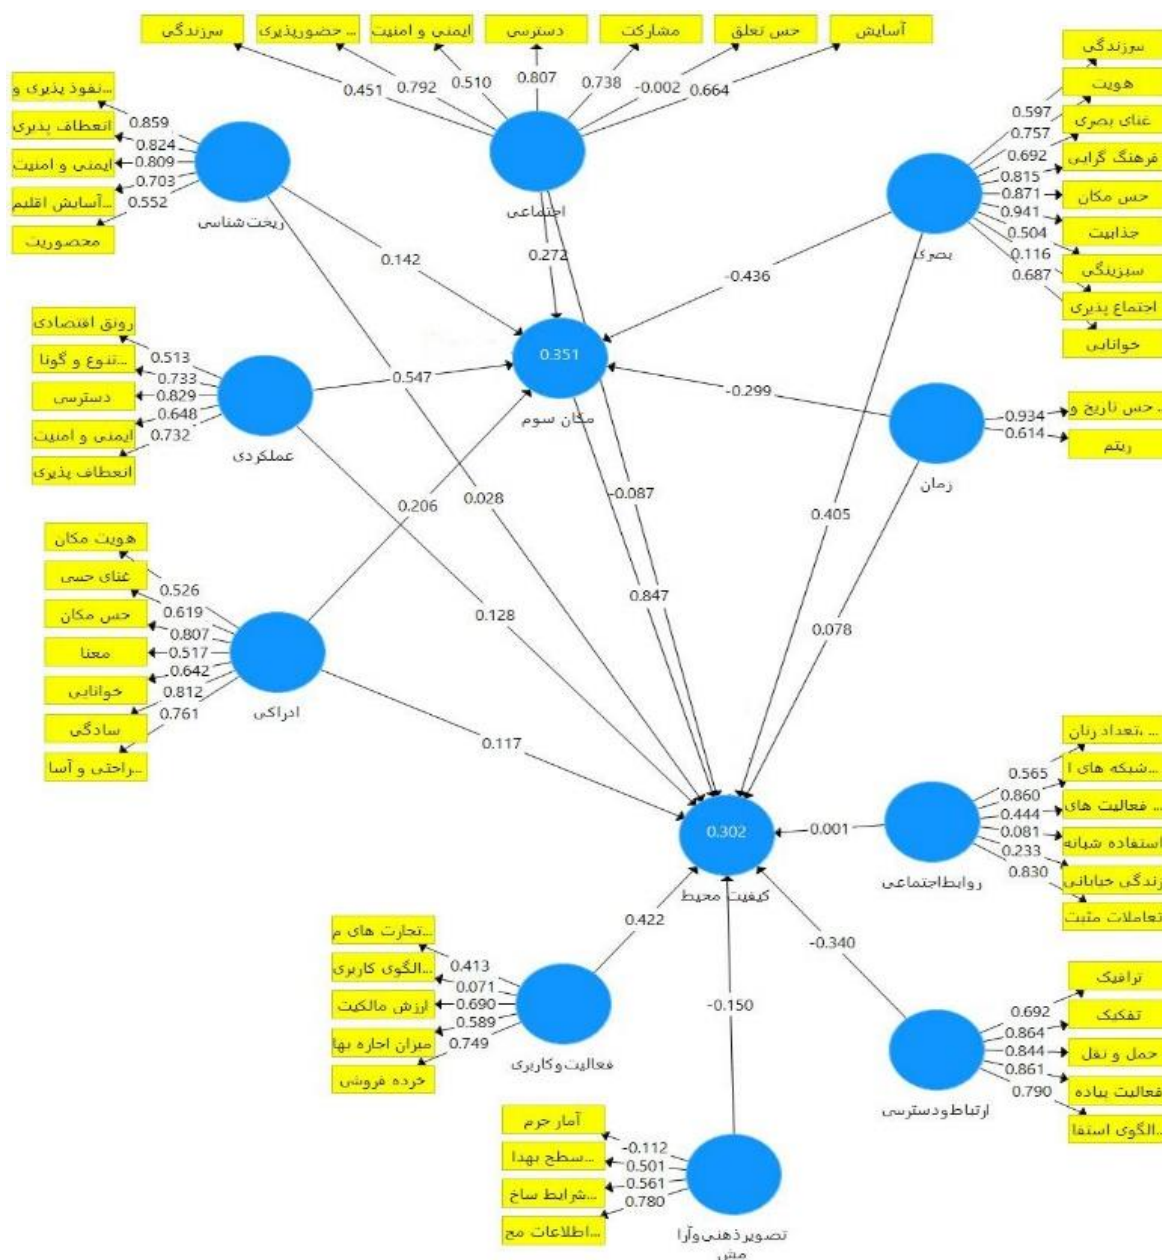 سرزندگی
حضورپذیری ...
ایمنی و امنیت
دسترسی
مشارکت
حس تعلق
آسایش
0.451
0.792
0.510
0.807
0.738
-0.002
0.664
اجتماعی
نفوذ پذیری و...
انعطاف پذیری
ایمنی و امنیت
آسایش اقلیم...
محصوریت
0.859
0.824
0.809
0.703
0.552
ریخت‌شناسی
سرزندگی
هویت
غنای بصری
فرهنگ گرایی
حس مکان
جذابیت
سبزینگی
اجتماع پذیری
خوانایی
0.597
0.757
0.692
0.815
0.871
0.941
0.504
0.116
0.687
بصری
0.142
0.272
-0.436
رونق اقتصادی
تنوع و گونا...
دسترسی
ایمنی و امنیت
انعطاف پذیری
0.513
0.733
0.829
0.648
0.732
عملکردی
0.547
0.351
مکان سوم
-0.299
حس تاریخ و ...
ریتم
0.934
0.614
زمان
0.206
0.028
-0.087
0.405
هویت مکان
غنای حسی
حس مکان
معنا
خوانایی
سادگی
راحتی و آسا...
0.526
0.619
0.807
0.517
0.642
0.812
0.761
ادراکی
0.128
0.847
0.078
0.117
0.302
کیفیت محیط
0.001
تعداد زنان، ...
شبکه های ا...
فعالیت های ...
استفاده شبانه
زندگی خیابانی
تعاملات مثبت
0.565
0.860
0.444
0.081
0.233
0.830
روابط‌اجتماعی
0.422
-0.150
-0.340
تجارت های م...
الگوی کاربری...
ارزش مالکیت
میزان اجاره بها
خرده فروشی
0.413
0.071
0.690
0.589
0.749
فعالیت‌وکاربری
ترافیک
تفکیک
حمل و نقل
فعالیت پیاده
الگوی استفا...
0.692
0.864
0.844
0.861
0.790
ارتباط‌ودسترسی
آمار جرم
سطح بهدا...
شرایط ساخ...
اطلاعات مح...
-0.112
0.501
0.561
0.780
تصویرذهنی‌وآرا
مش